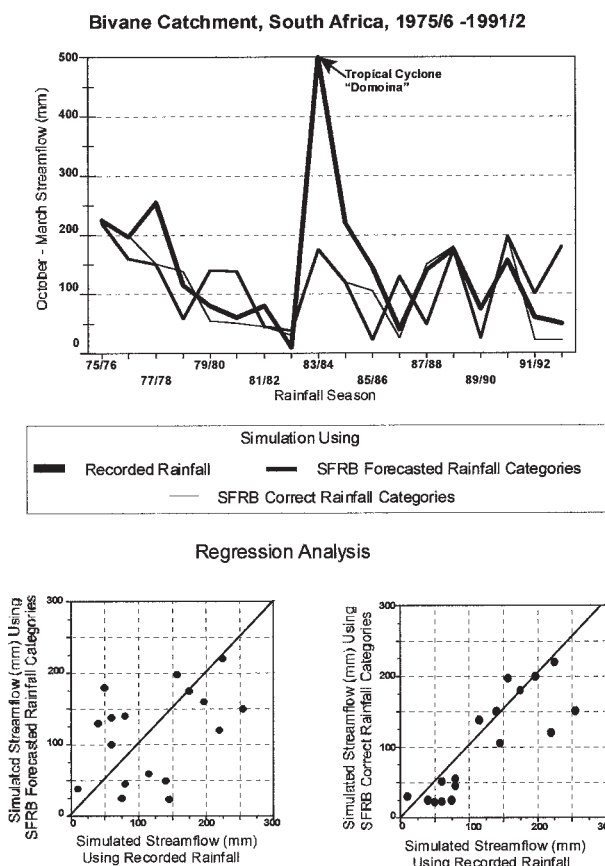 Bivane Catchment, South Africa, 1975/6 -1991/2
October - March Streamflow (mm)
500
400
300
200
100
0
Tropical Cyclone
"Domoina"
75/76
77/78
79/80
81/82
83/84
85/86
87/88
89/90
91/92
Rainfall Season
Simulation Using
Recorded Rainfall
SFRB Forecasted Rainfall Categories
SFRB Correct Rainfall Categories
Regression Analysis
Simulated Streamflow (mm) Using
SFRB Forecasted Rainfall Categories
300
200
100
0
0
100
200
300
Simulated Streamflow (mm)
Using Recorded Rainfall
Simulated Streamflow (mm) Using
SFRB Correct Rainfall Categories
300
200
100
0
0
100
200
300
Simulated Streamflow (mm)
Using Recorded Rainfall